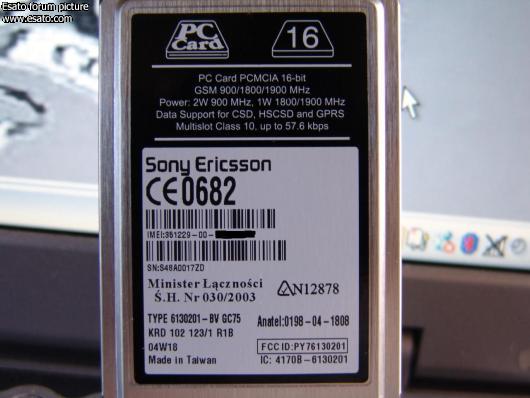 Esato forum picture
www.esato.com
PC Card
16
PC Card PCMCIA 16-bit
GSM 900/1800/1900 MHz
Power: 2W 900 MHz, 1W 1800/1900 MHz
Data Support for CSD, HSCSD and GPRS
Multislot Class 10, up to 57.6 kbps
Sony Ericsson
CE0682
IMEI:351229-00-
SN:S48A0017ZD
Minister Łączności
Ś.H. Nr 030/2003
N12878
TYPE 6130201-BV GC75
Anatel:0198-04-1808
KRD 102 123/1 R1B
04W18
FCC ID:PY76130201
Made in Taiwan
IC: 4170B-6130201